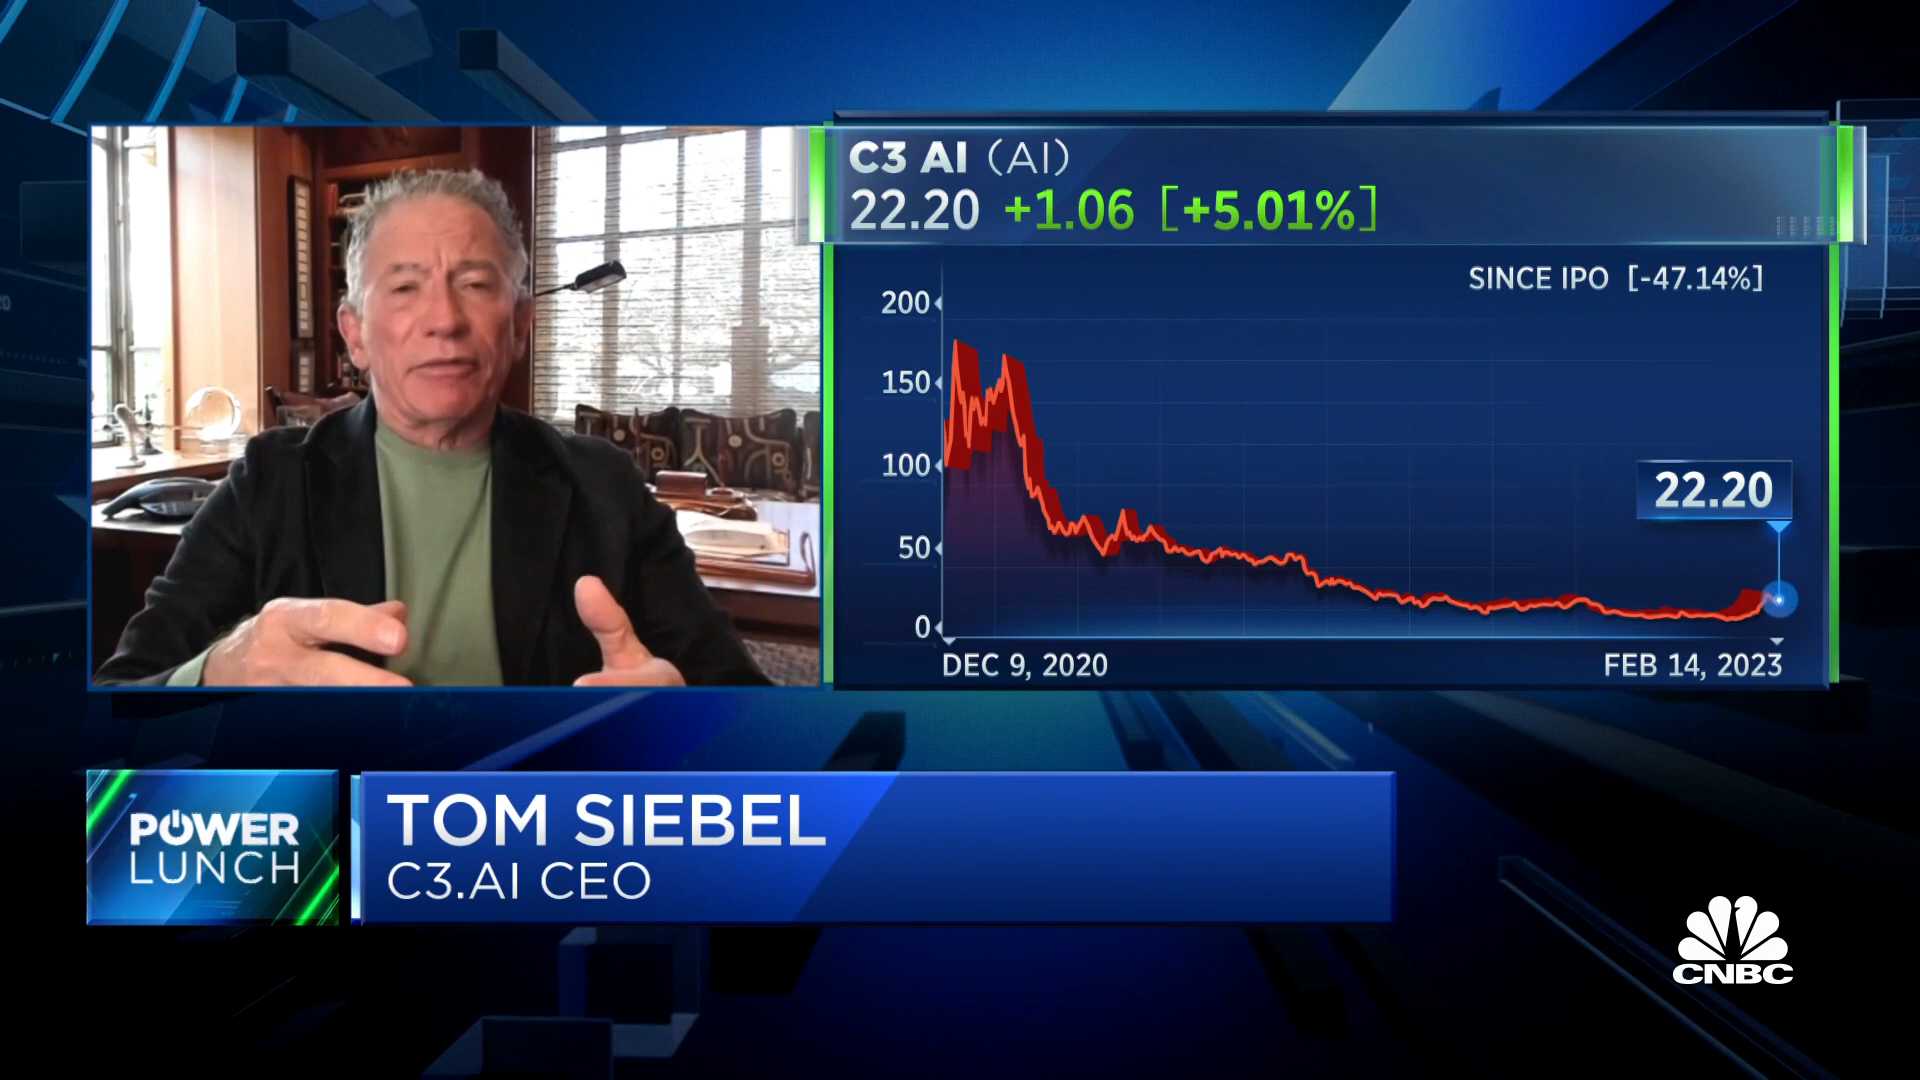 C3 AI (AI)
22.20 +1.06 [+5.01%]
SINCE IPO [-47.14%]
200
150
100
50
0
22.20
DEC 9, 2020
FEB 14, 2023
POWER
LUNCH
TOM SIEBEL
C3.AI CEO
CNBC